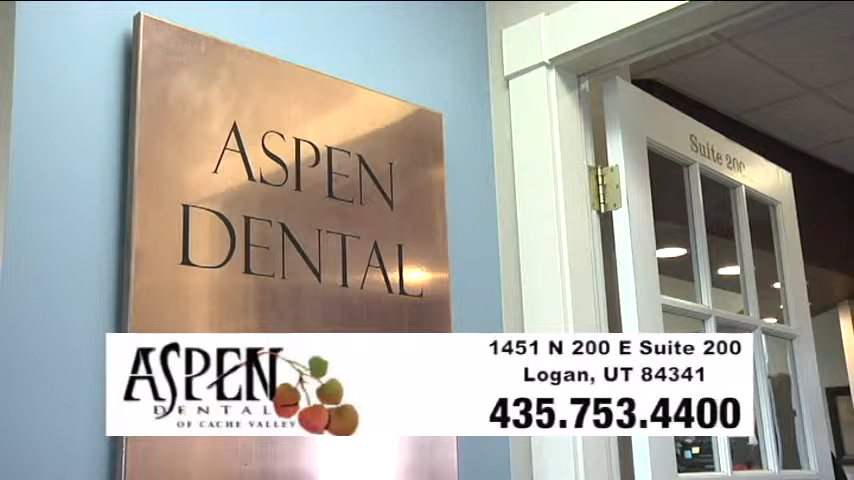 ASPEN
DENTAL
Suite 200
ASPEN
DENTAL
OF CACHE VALLEY
1451 N 200 E Suite 200
Logan, UT 84341
435.753.4400